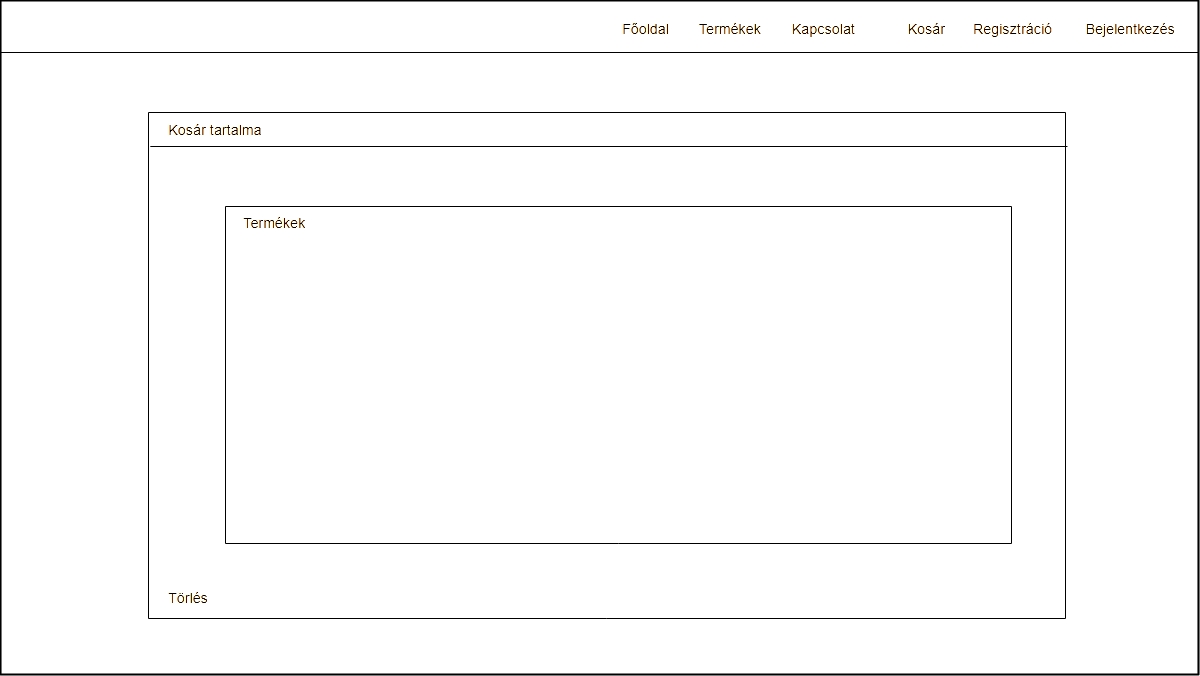 Főoldal Termékek Kapcsolat Kosár Regisztráció Bejelentkezés
Kosár tartalma
Termékek
Törlés